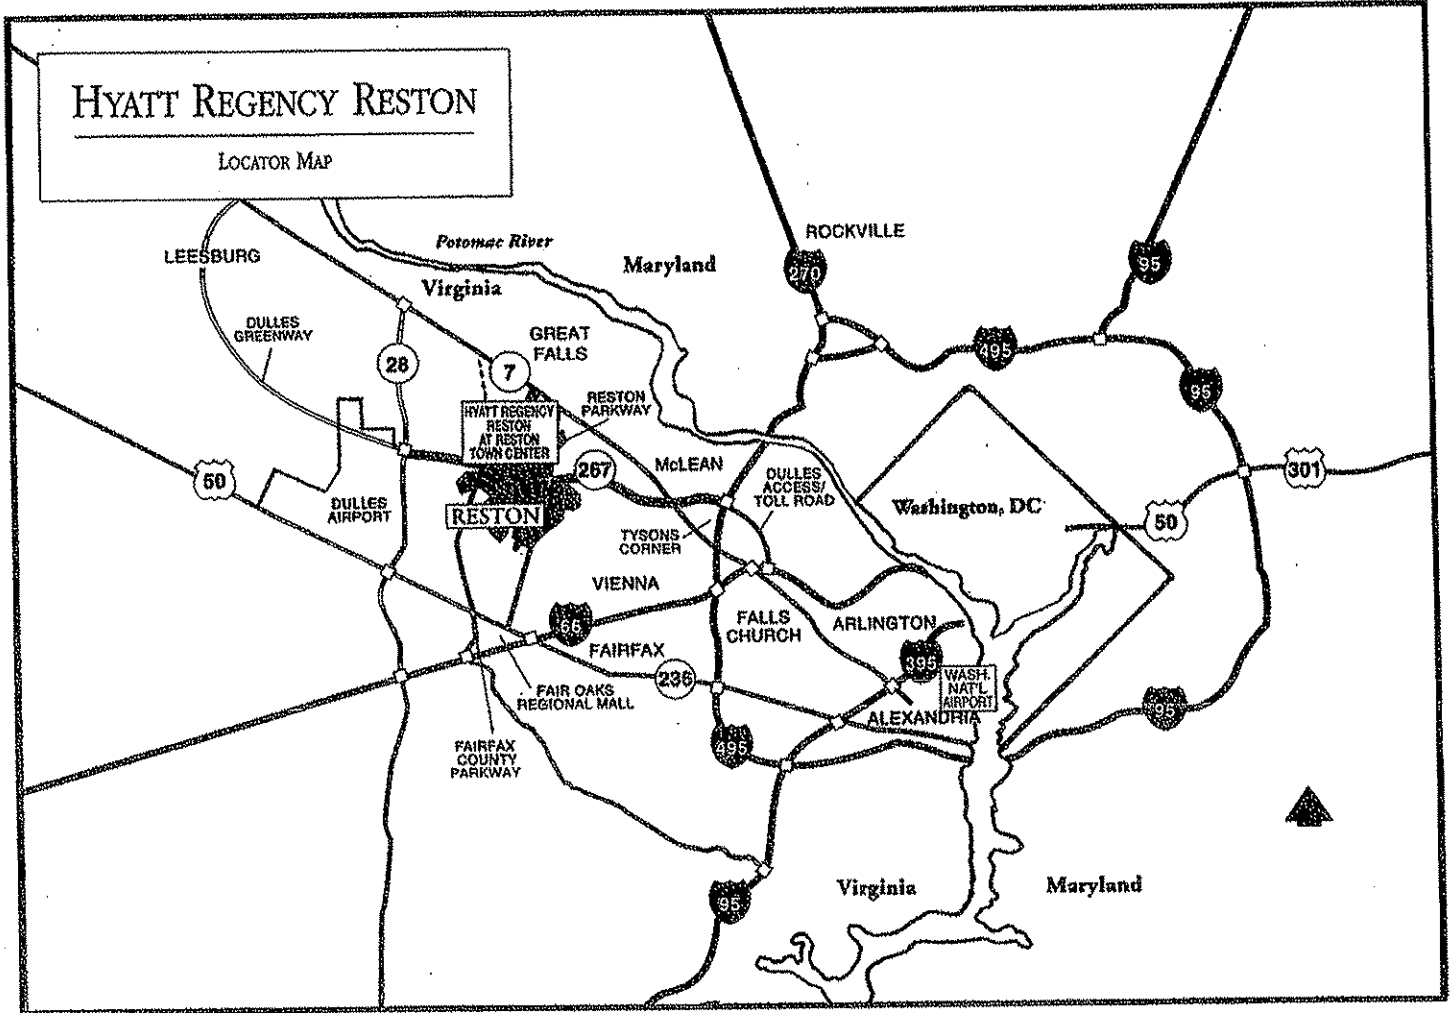 HYATT REGENCY RESTON
LOCATOR MAP
Potomac River
Maryland
ROCKVILLE
270
95
LEESBURG
Virginia
DULLES
GREENWAY
GREAT
FALLS
495
28
7
95
RESTON
PARKWAY
HYATT REGENCY
RESTON
AT RESTON
TOWN CENTER
50
267
McLEAN
DULLES
ACCESS/
TOLL ROAD
301
DULLES
AIRPORT
RESTON
Washington, DC
50
TYSONS
CORNER
VIENNA
66
FALLS
CHURCH
ARLINGTON
FAIRFAX
236
395
WASH.
NAT'L
AIRPORT
FAIR OAKS
REGIONAL MALL
ALEXANDRIA
95
495
FAIRFAX
COUNTY
PARKWAY
95
Virginia
Maryland